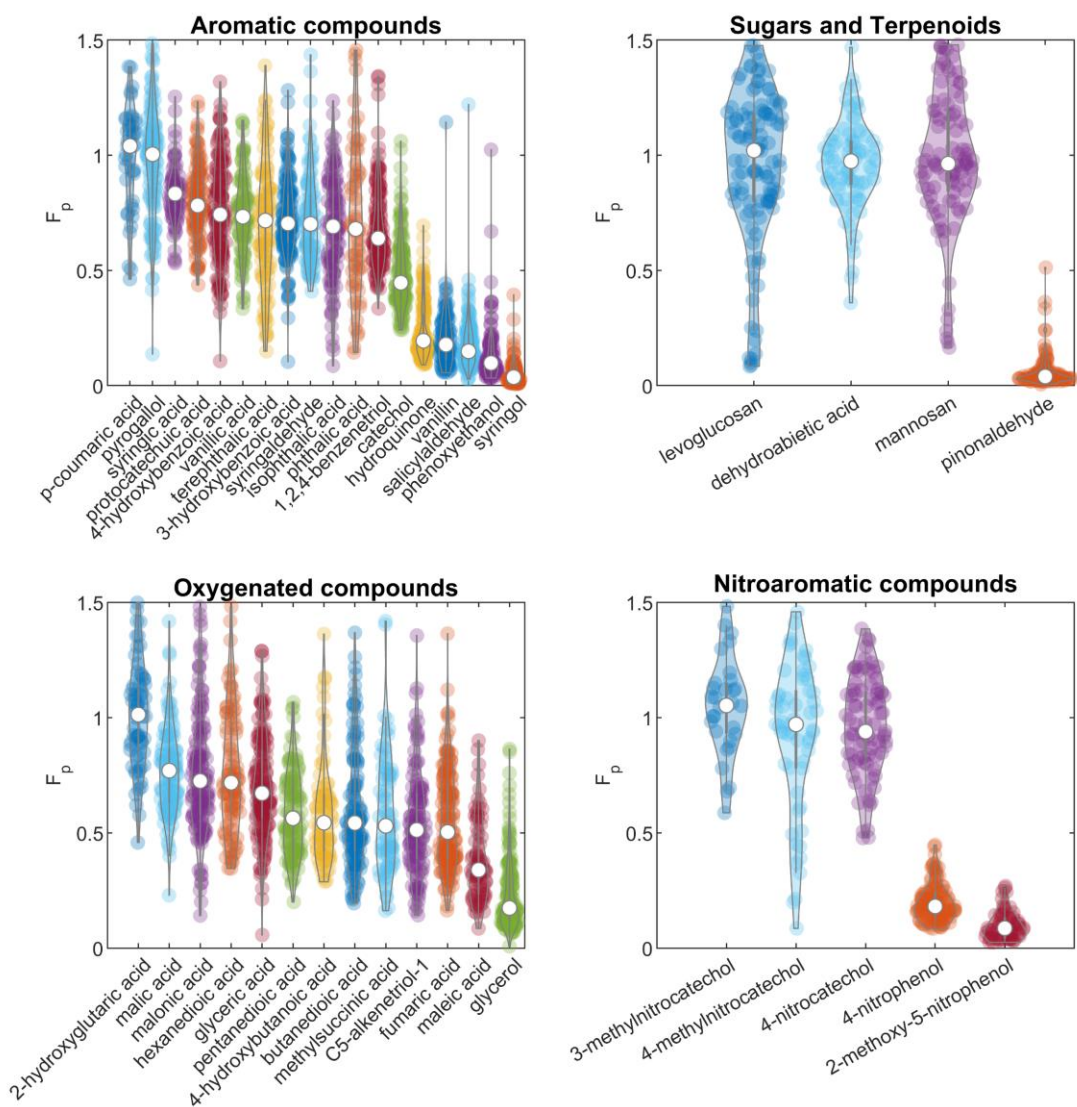 Aromatic compounds
1.5
1
0.5
0
Fp
p-coumaric acid
pyrogallol
syringic acid
protocatechuic acid
4-hydroxybenzoic acid
vanillic acid
terephthalic acid
3-hydroxybenzoic acid
syringaldehyde
isophthalic acid
phthalic acid
1,2,4-benzenetriol
catechol
hydroquinone
vanillin
salicylaldehyde
phenoxyethanol
syringol
Sugars and Terpenoids
1.5
1
0.5
0
Fp
levoglucosan
dehydroabietic acid
mannosan
pinonaldehyde
Oxygenated compounds
1.5
1
0.5
0
Fp
2-hydroxyglutaric acid
malic acid
malonic acid
hexanedioic acid
glyceric acid
pentanedioic acid
4-hydroxybutanoic acid
butanedioic acid
methylsuccinic acid
C5-alkenetriol-1
fumaric acid
maleic acid
glycerol
Nitroaromatic compounds
1.5
1
0.5
0
Fp
3-methylnitrocatechol
4-methylnitrocatechol
4-nitrocatechol
4-nitrophenol
2-methoxy-5-nitrophenol